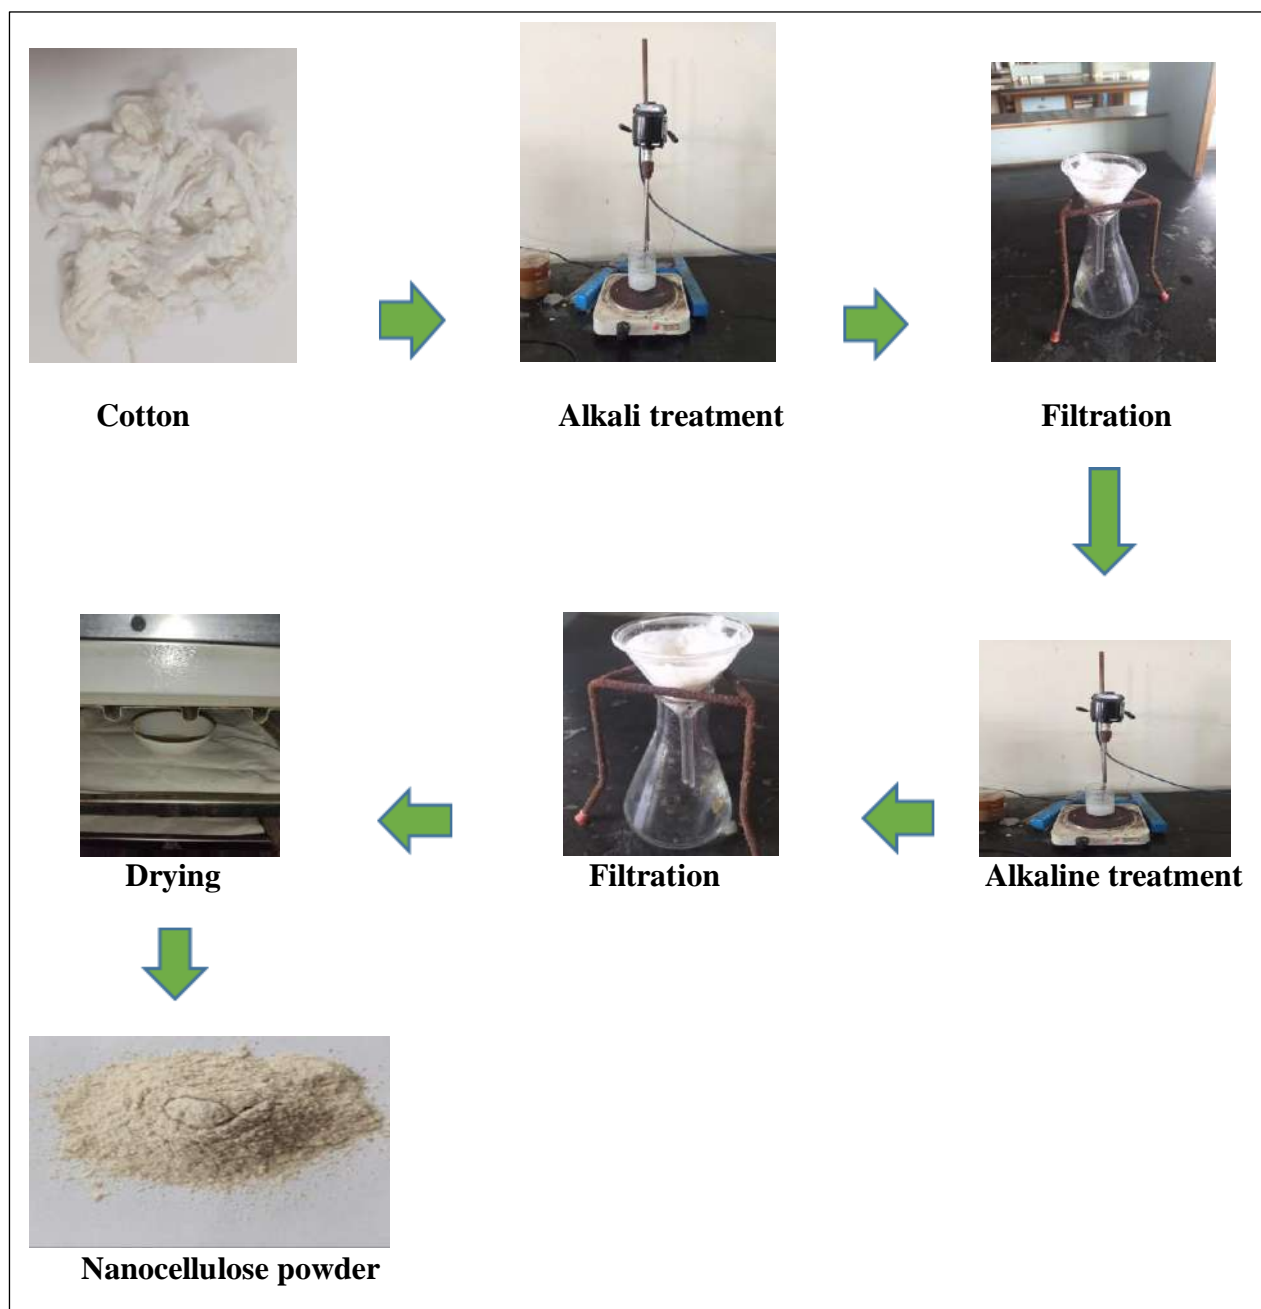 Cotton
Alkali treatment
Filtration
Alkaline treatment
Filtration
Drying
Nanocellulose powder